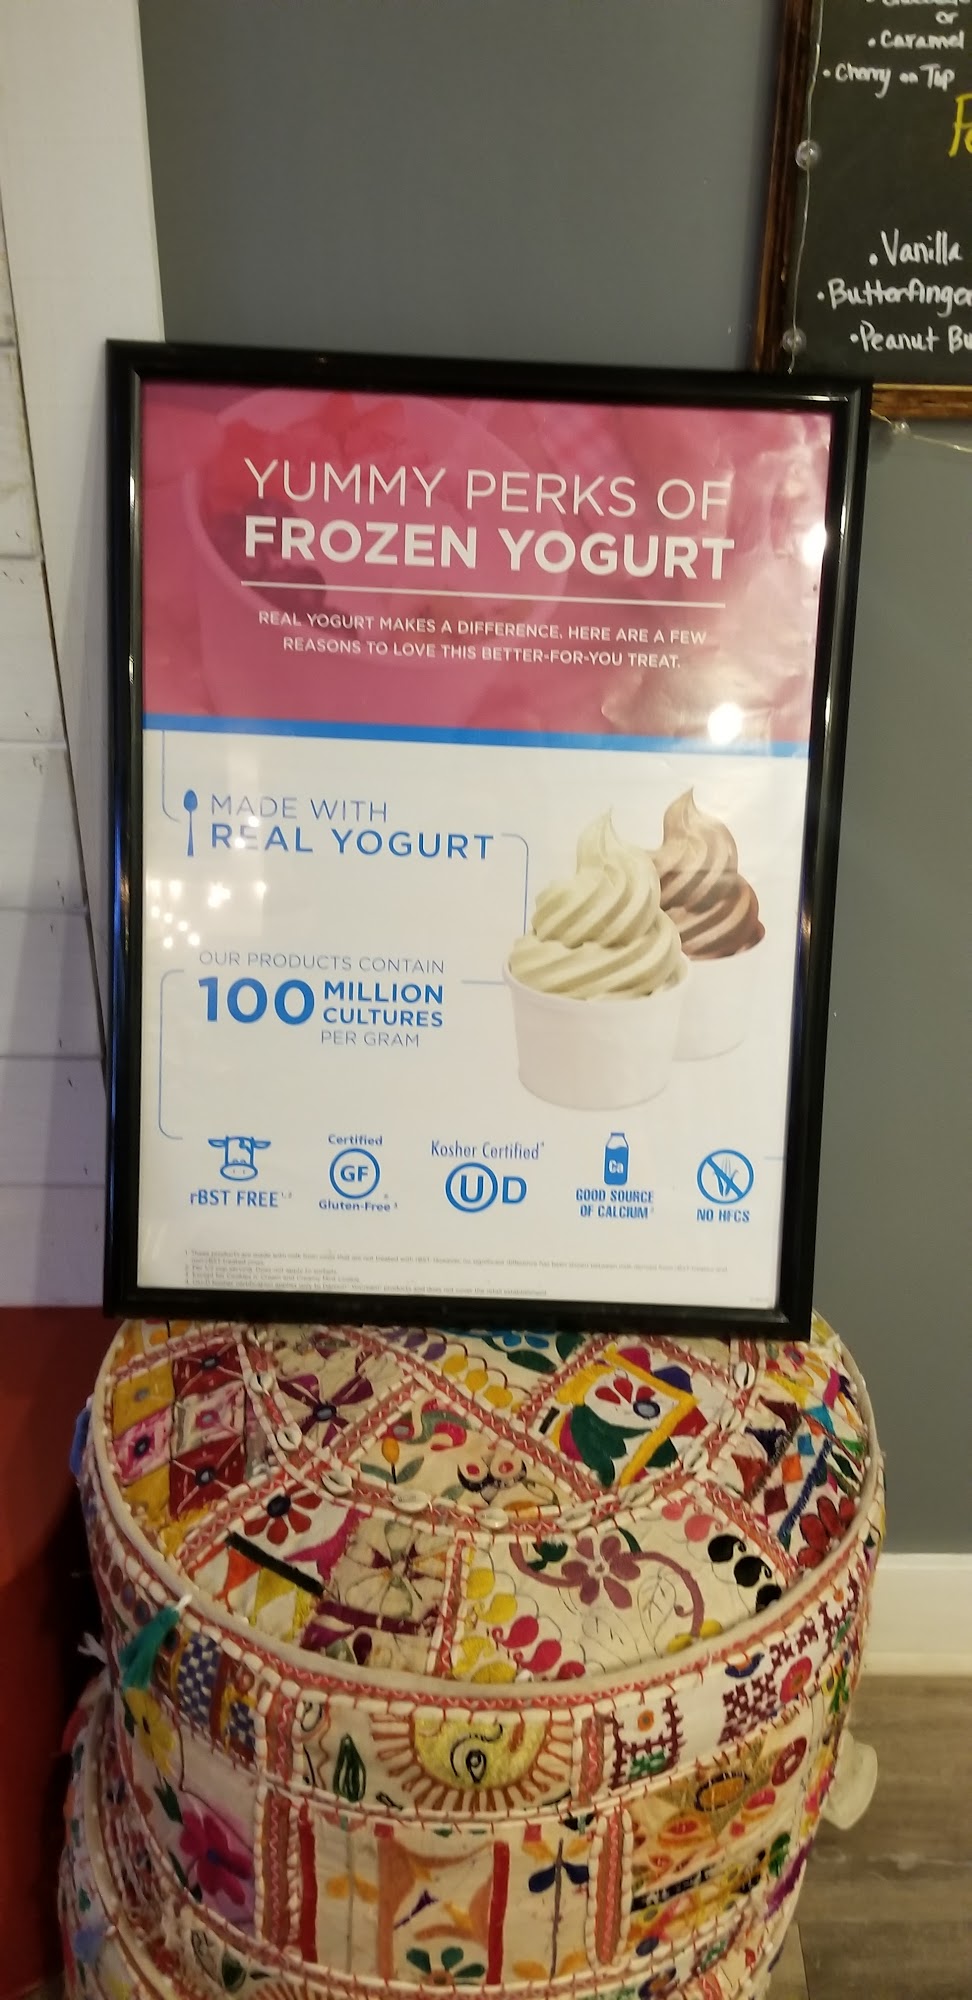 or
• Caramel
• Cherry on Top
• Vanilla
• Butterfinger
• Peanut
YUMMY PERKS OF
FROZEN YOGURT
REAL YOGURT MAKES A DIFFERENCE. HERE ARE A FEW
REASONS TO LOVE THIS BETTER-FOR-YOU TREAT.
MADE WITH
REAL YOGURT
OUR PRODUCTS CONTAIN
100 MILLION
CULTURES
PER GRAM
rBST FREE
Certified
GF
Gluten-Free
Kosher Certified
U D
Ca
GOOD SOURCE
OF CALCIUM
NO HFCS